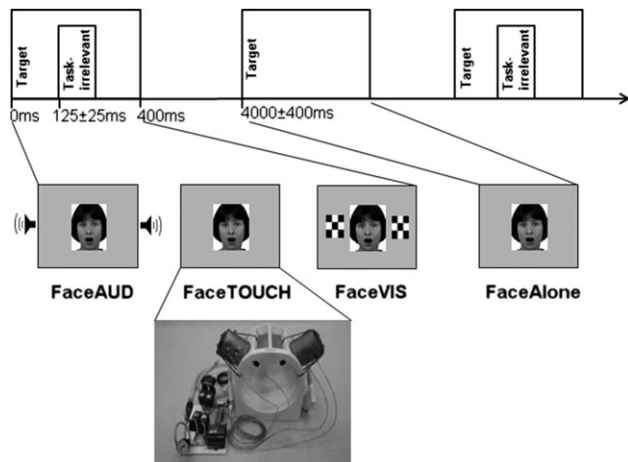 Target
Task-
irrelevant
Target
Target
Task-
irrelevant
0ms 125±25ms 400ms 4000±400ms
FaceAUD FaceTOUCH FaceVIS FaceAlone